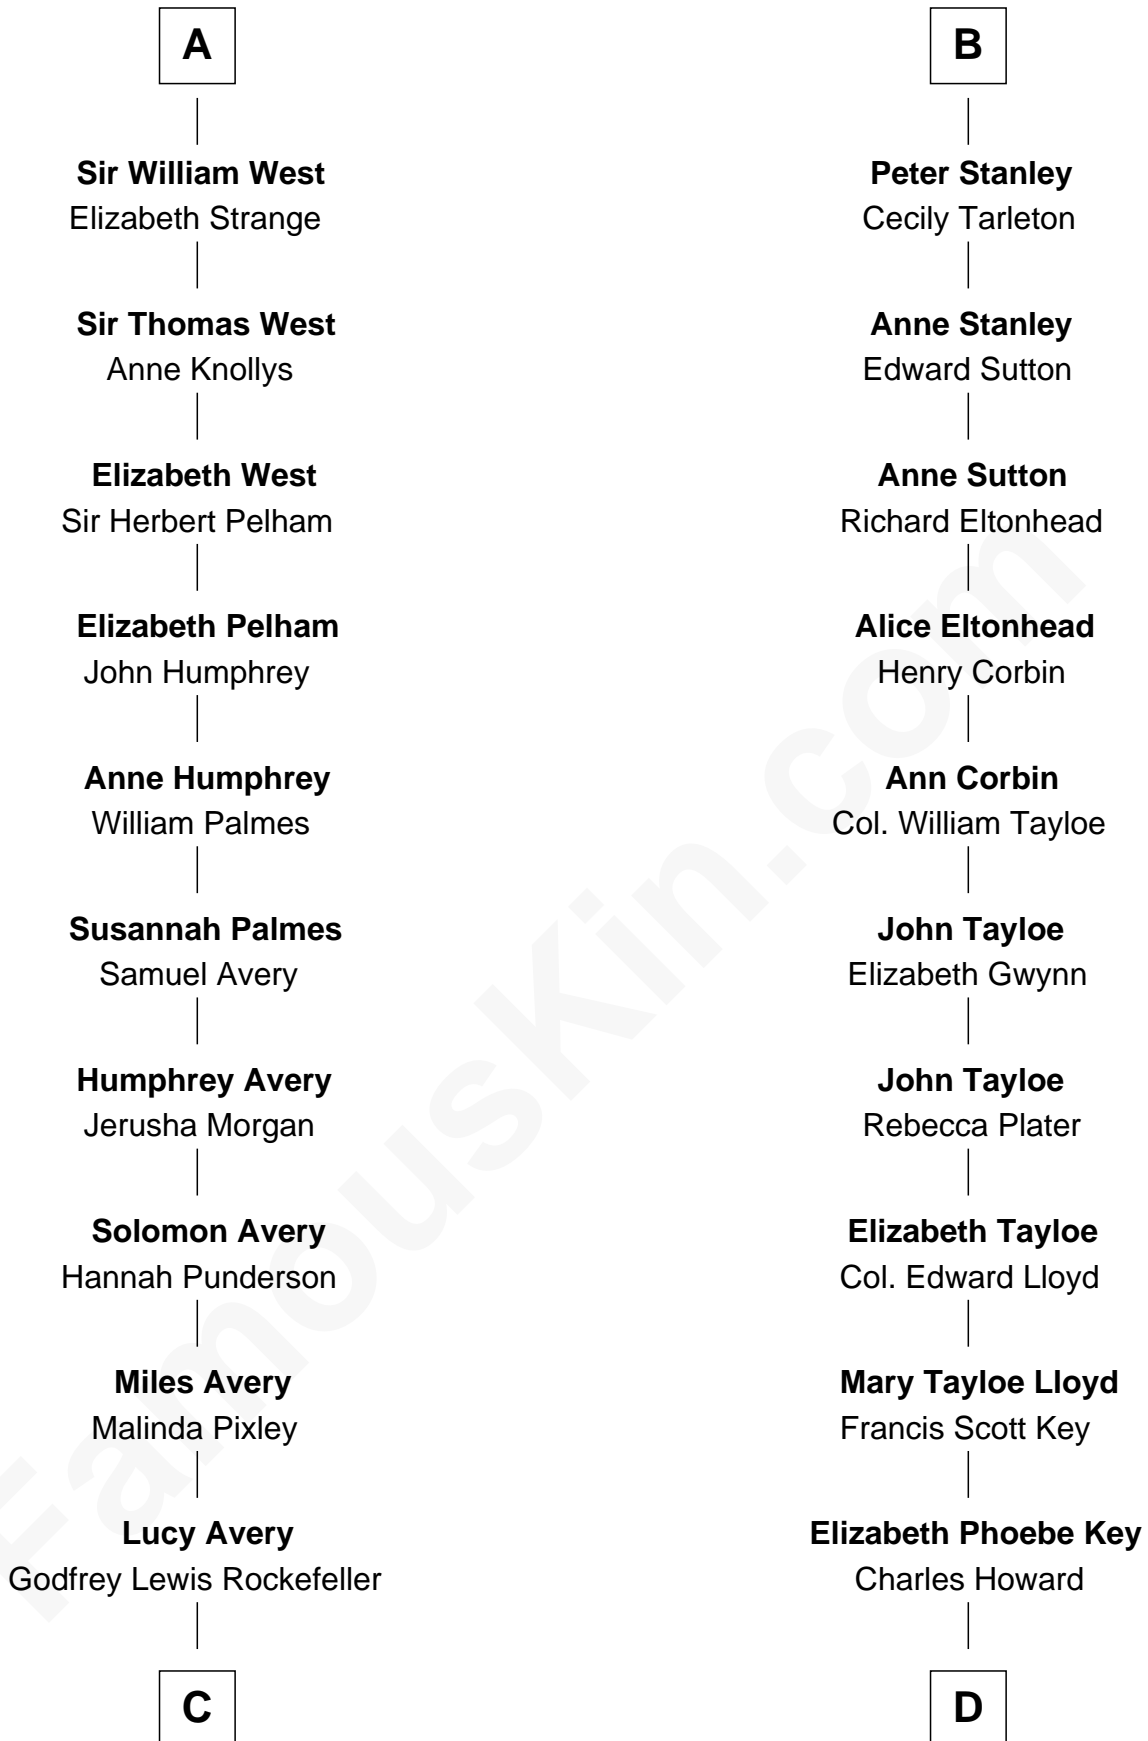 A
Sir William West
Elizabeth Strange
Sir Thomas West
Anne Knollys
Elizabeth West
Sir Herbert Pelham
Elizabeth Pelham
John Humphrey
Anne Humphrey
William Palmes
Susannah Palmes
Samuel Avery
Humphrey Avery
Jerusha Morgan
Solomon Avery
Hannah Punderson
Miles Avery
Malinda Pixley
Lucy Avery
Godfrey Lewis Rockefeller
C
B
Peter Stanley
Cecily Tarleton
Anne Stanley
Edward Sutton
Anne Sutton
Richard Eltonhead
Alice Eltonhead
Henry Corbin
Ann Corbin
Col. William Tayloe
John Tayloe
Elizabeth Gwynn
John Tayloe
Rebecca Plater
Elizabeth Tayloe
Col. Edward Lloyd
Mary Tayloe Lloyd
Francis Scott Key
Elizabeth Phoebe Key
Charles Howard
D
FamousKin.com